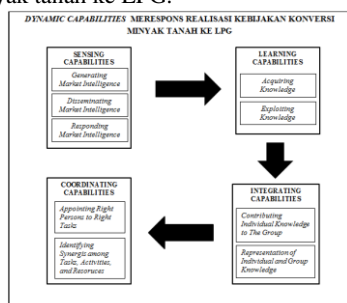 yak tanah ke LPG.
DYNAMIC CAPABILITIES MERESPONS REALISASI KEBIJAKAN KONVERSI
MINYAK TANAH KE LPG
SENSING
CAPABILITIES
Generating
Market Intelligence
Disseminating
Market Intelligence
Responding
Market Intelligence
LEARNING
CAPABILITIES
Acquiring
Knowledge
Exploiting
Knowledge
COORDINATING
CAPABILITIES
Appointing Right
Persons to Right
Tasks
Identifying
Synergis among
Tasks, Activities,
and Resoruces
INTEGRATING
CAPABILITIES
Contributing
Individual Knowledge
to The Group
Representation of
Individual and Group
Knowledge